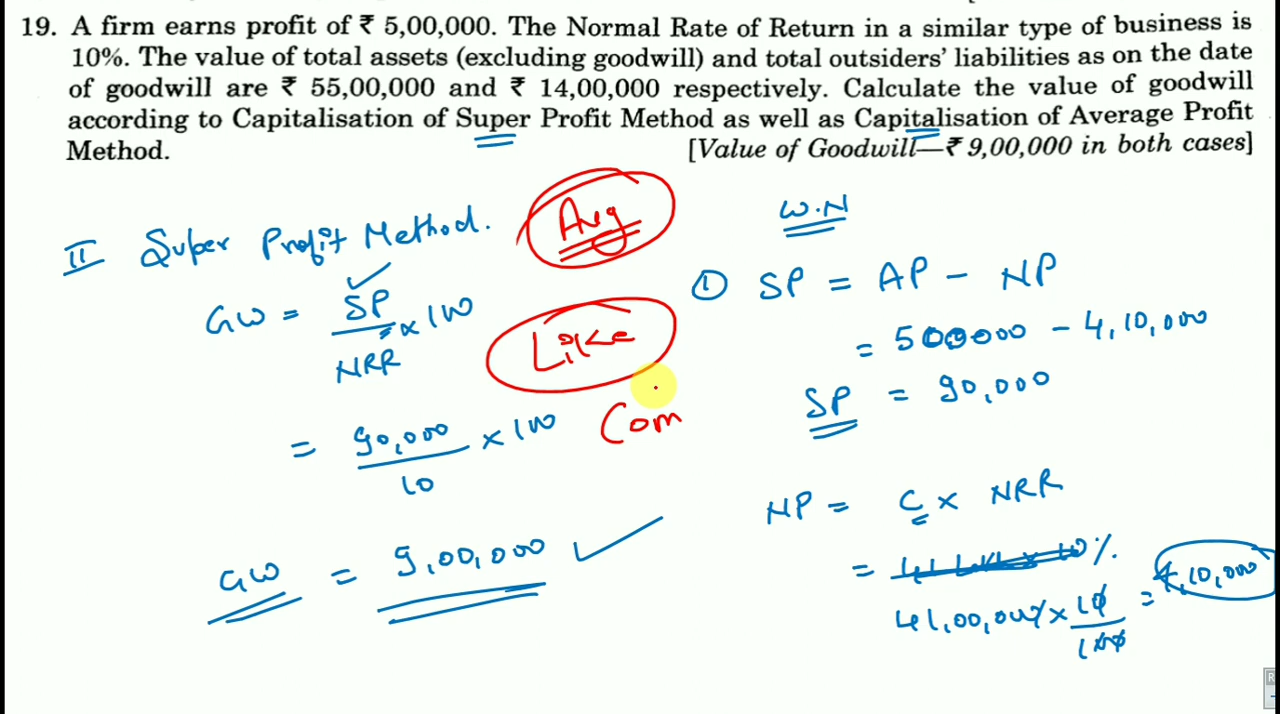 19. A firm earns profit of ₹ 5,00,000. The Normal Rate of Return in a similar type of business is
10%. The value of total assets (excluding goodwill) and total outsiders' liabilities as on the date
of goodwill are ₹ 55,00,000 and ₹ 14,00,000 respectively. Calculate the value of goodwill
according to Capitalisation of Super Profit Method as well as Capitalisation of Average Profit
Method. [Value of Goodwill—₹ 9,00,000 in both cases]
II Super Profit Method.
GW = SP/NRR × 100
= 90,000/10 × 100
GW = 9,00,000
Avg
Like
Com
W.N
① SP = AP - NP
= 500000 - 4,10,000
SP = 90,000
NP = C × NRR
= 41 Lakh × 10%.
41,00,000 × 10/100 = 4,10,000
R